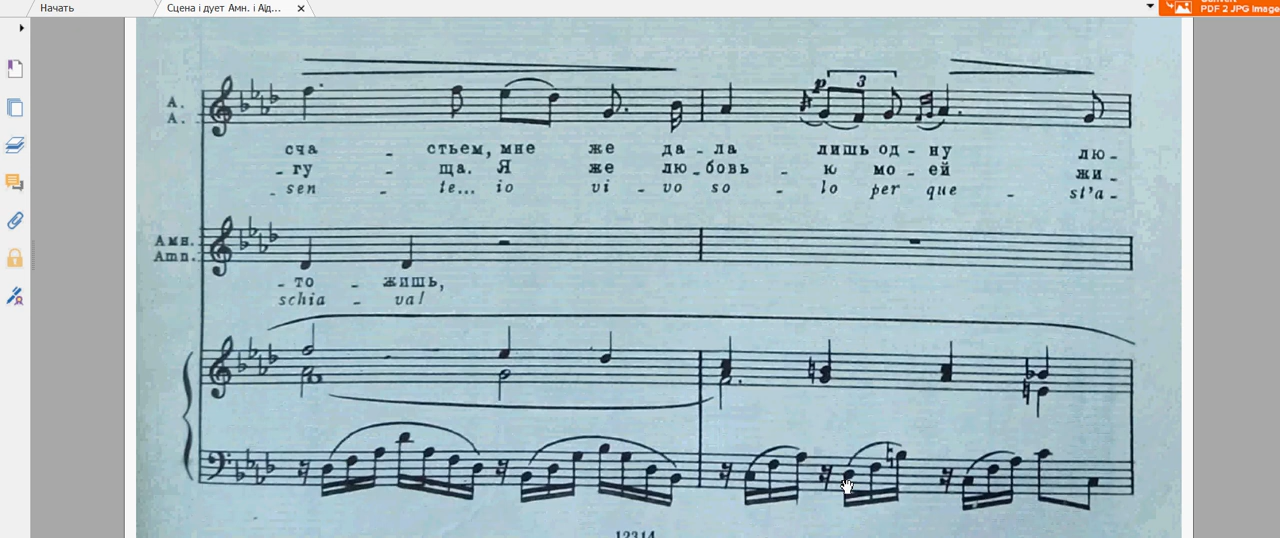 Начать
Сцена і дует Амн. і Аїд...
PDF 2 JPG Image
p
3
А.
A.
сча - стьем, мне же да - ла лишь од - ну лю -
- гу - ща. Я же лю - бовь - ю мо - ей жи -
- sen - te... io vi - vo so - lo per que - st'a -
Амн.
Amn.
- то - жишь,
schia - va!
12314